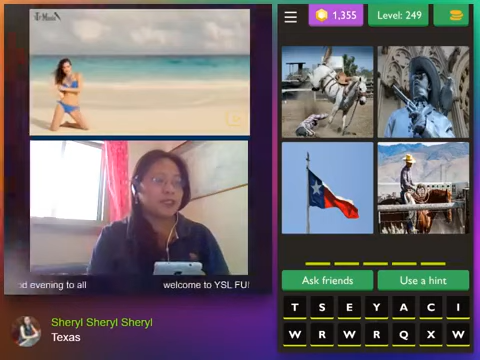 1,355
Level: 249
d evening to all welcome to YSL FU!
Ask friends
Use a hint
T S E Y A C I
W R W R Q X W
Sheryl Sheryl Sheryl
Texas